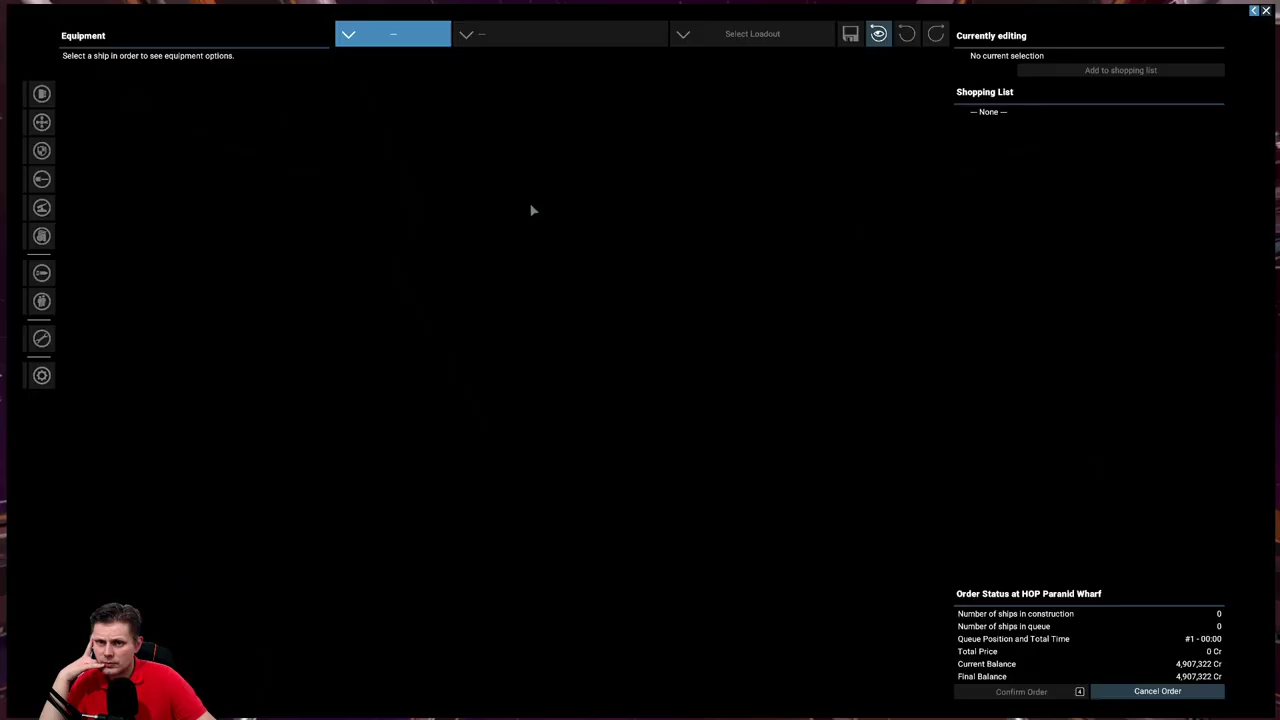 Equipment
Select a ship in order to see equipment options.
—
—
Select Loadout
Currently editing
No current selection
Add to shopping list
Shopping List
— None —
Order Status at HOP Paranid Wharf
Number of ships in construction 0
Number of ships in queue 0
Queue Position and Total Time #1 - 00:00
Total Price 0 Cr
Current Balance 4,907,322 Cr
Final Balance 4,907,322 Cr
Confirm Order 4
Cancel Order